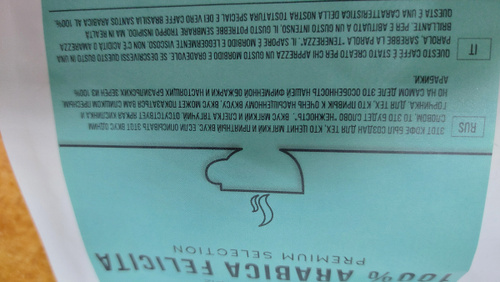 100% ARABICA FELICITA
PREMIUM SELECTION
RUS
ЭТОТ КОФЕ БЫЛ СОЗДАН ДЛЯ ТЕХ, КТО ЦЕНИТ МЯГКИЙ И ПРИЯТНЫЙ ВКУС. ЕСЛИ ОПИСЫВАТЬ ЭТОТ ВКУС ОДНИМ
СЛОВОМ, ТО ЭТО БУДЕТ СЛОВО "НЕЖНОСТЬ". ВКУС МЯГКИЙ И СЛЕГКА ТЯГУЧИЙ, ОТСУТСТВУЕТ ЯРКАЯ КИСЛИНКА И
ГОРЧИНКА. ДЛЯ ТЕХ, КТО ПРИВЫК К ОЧЕНЬ НАСЫЩЕННОМУ ВКУСУ, ВКУС МОЖЕТ ПОКАЗАТЬСЯ ВАМ СЛИШКОМ ПРЕСНЫМ,
НО НА САМОМ ДЕЛЕ ЭТО ОСОБЕННОСТЬ НАШЕЙ ФИРМЕННОЙ ОБЖАРКИ И НАСТОЯЩИХ БРАЗИЛЬСКИХ ЗЕРЕН ИЗ 100%
АРАБИКИ.
IT
QUESTO CAFFÈ È STATO CREATO PER CHI APPREZZA UN GUSTO MORBIDO E GRADEVOLE. SE DESCRIVESSI QUESTO GUSTO IN UNA
PAROLA, SAREBBE LA PAROLA "TENEREZZA". IL SAPORE È MORBIDO E LEGGERMENTE VISCOSO, NON C'È ACIDITÀ O AMAREZZA
BRILLANTE. PER È ABITUATO A UN GUSTO INTENSO, IL GUSTO POTREBBE SEMBRARE TROPPO INSIPIDO, MA IN REALTÀ
QUESTA È UNA CARATTERISTICA DELLA NOSTRA TOSTATURA SPECIAL E DEI VERO CAFFÈ BRASILIA SANTOS ARABICA AL 100%.